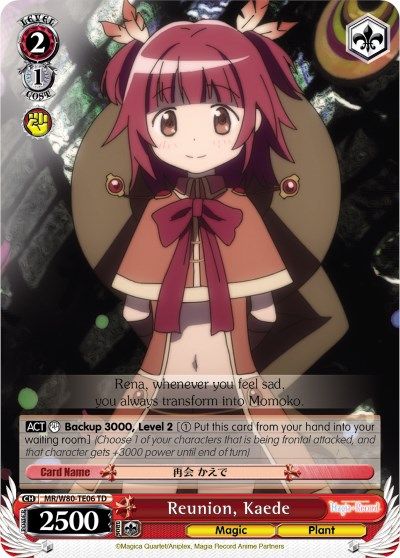 LEVEL
2
1
COST
Rena, whenever you feel sad,
you always transform into Momoko.
ACT Backup 3000, Level 2 [① Put this card from your hand into your
waiting room] (Choose 1 of your characters that is being frontal attacked, and
that character gets +3000 power until end of turn)
Card Name
再会 かえで
CH MR/W80-TE06 TD
POWER
2500
Reunion, Kaede
Magia Record
Magic
Plant
©Magica Quartet/Aniplex, Magia Record Anime Partners